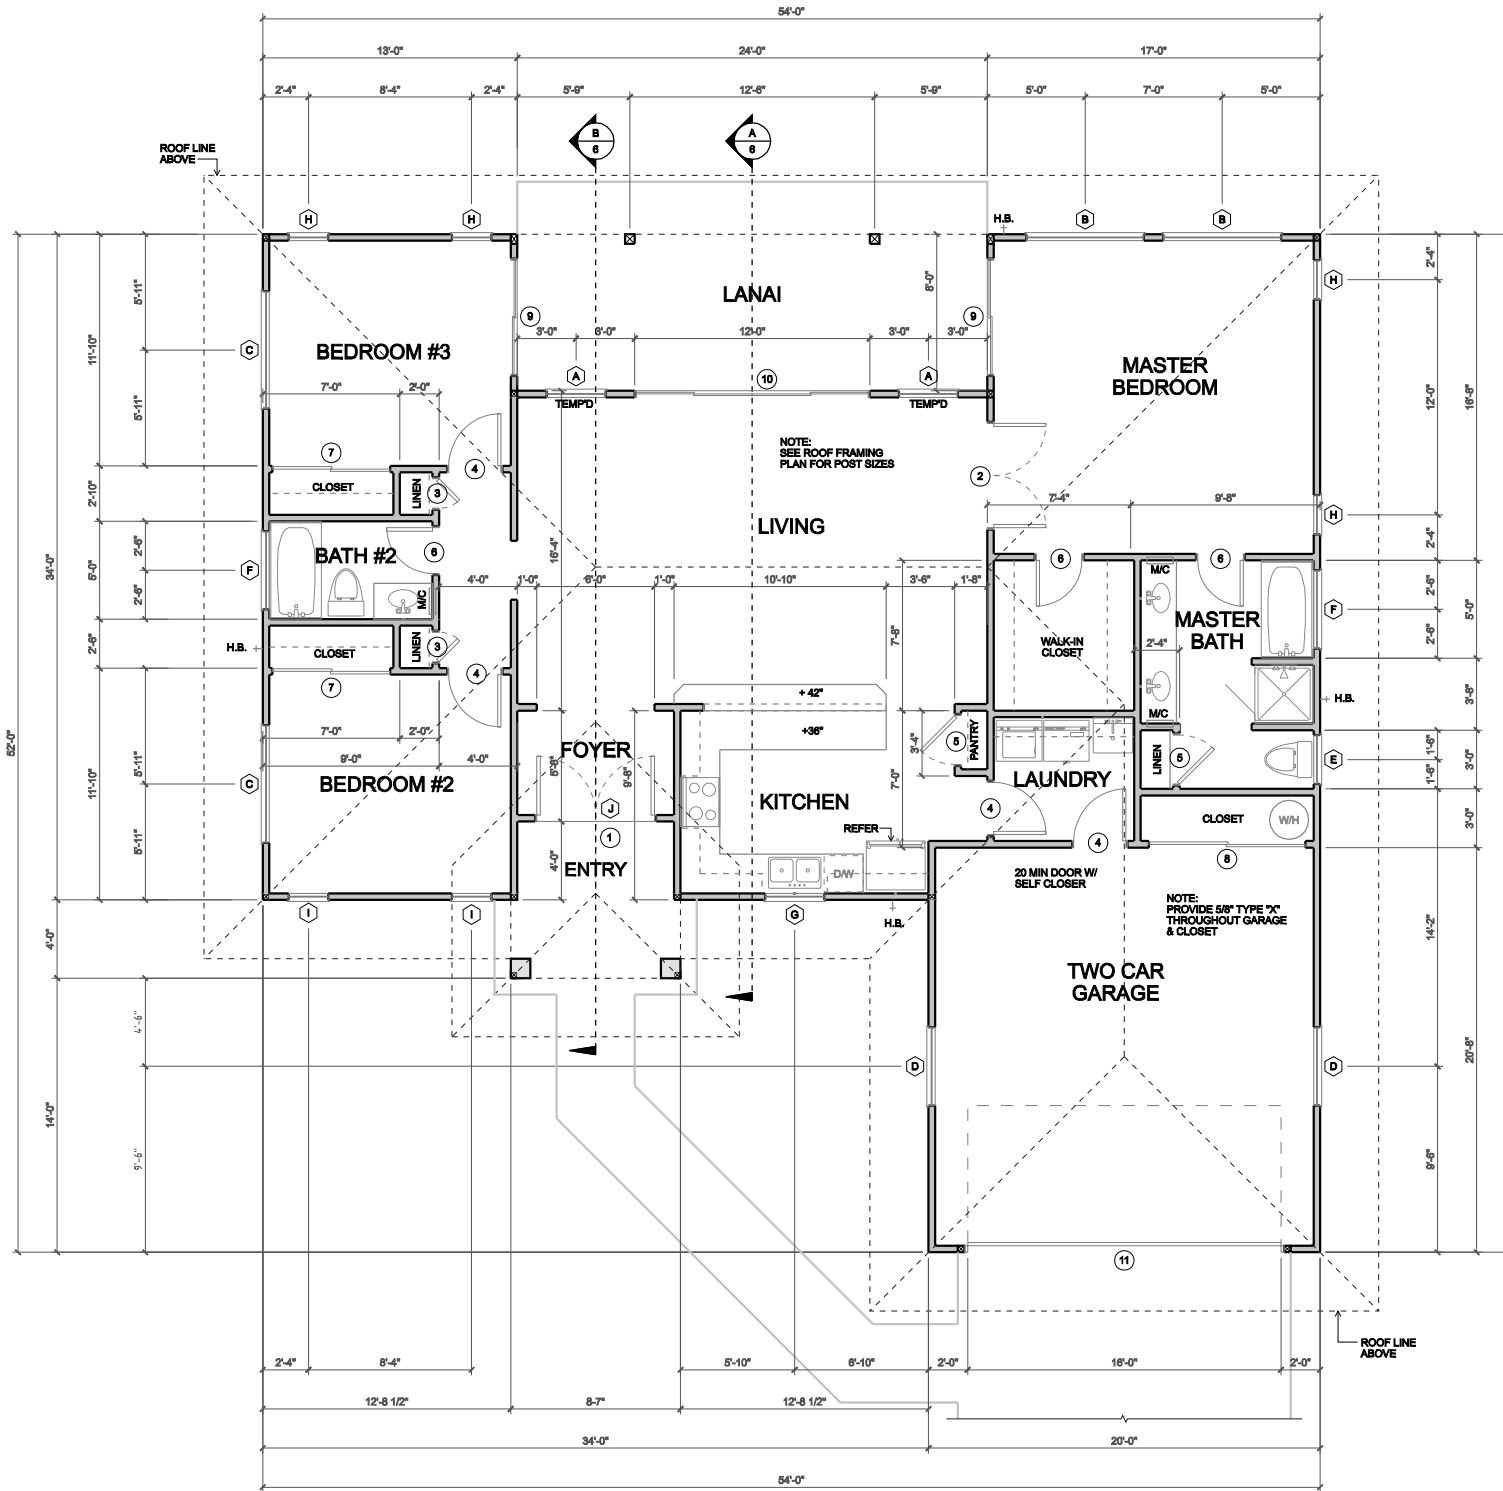 54'-0"
13'-0" 24'-0" 17'-0"
2'-4" 8'-4" 2'-4" 5'-9" 12'-6" 5'-9" 5'-0" 7'-0" 5'-0"
B
6
A
6
ROOF LINE
ABOVE
H H H.B. B B
2'-4"
H
5'-11"
8'-0"
LANAI
9 9
3'-0" 3'-0" 12'-0" 3'-0" 3'-0"
C
BEDROOM #3
11'-10"
A 10 A
MASTER
BEDROOM
7'-0" 2'-0"
TEMP'D TEMP'D
12'-0" 16'-8"
5'-11"
NOTE:
SEE ROOF FRAMING
PLAN FOR POST SIZES
7 4 2
CLOSET LINEN 3
2'-10"
7'-4" 9'-8"
H
LIVING
16'-4"
2'-4"
2'-6"
BATH #2 6
6 6
34'-0" 5'-0"
F
M/C
4'-0" 1'-0" 6'-0" 1'-0" 10'-10" 3'-6" 1'-8"
2'-6"
M/C
2'-6" 5'-0"
F
MASTER
BATH
2'-6"
7'-8"
WALK-IN
CLOSET
2'-4"
H.B.
CLOSET LINEN 3
2'-6"
7 4
+ 42"
M/C
3'-8"
H.B.
+36"
7'-0" 2'-0"
52'-0"
FOYER
5'-8" 9'-8"
3'-4" 5 PANTRY
LINEN 5
1'-6" 3'-0"
E
1'-6"
9'-0" 4'-0"
5'-11"
C
BEDROOM #2
11'-10"
LAUNDRY
7'-0"
KITCHEN
J
4
CLOSET W/H
3'-0"
REFER
1 4 8
5'-11"
4'-0"
ENTRY
D/W
20 MIN DOOR W/
SELF CLOSER
NOTE:
PROVIDE 5/8" TYPE "X"
THROUGHOUT GARAGE
& CLOSET
I I G
H.B.
4'-0"
14'-2"
TWO CAR
GARAGE
4'-6"
20'-8"
D D
14'-0"
9'-6" 9'-6"
11
ROOF LINE
ABOVE
2'-4" 8'-4" 5'-10" 6'-10" 2'-0" 16'-0" 2'-0"
12'-8 1/2" 8'-7" 12'-8 1/2"
34'-0" 20'-0"
54'-0"